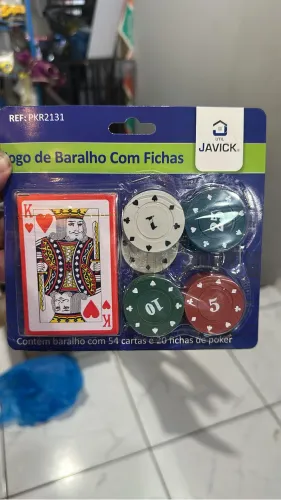 REF: PKR2131
UTIL
JAVICK
ogo de Baralho Com Fichas
K
K
1
25
10
5
Contém baralho com 54 cartas e 20 fichas de poker